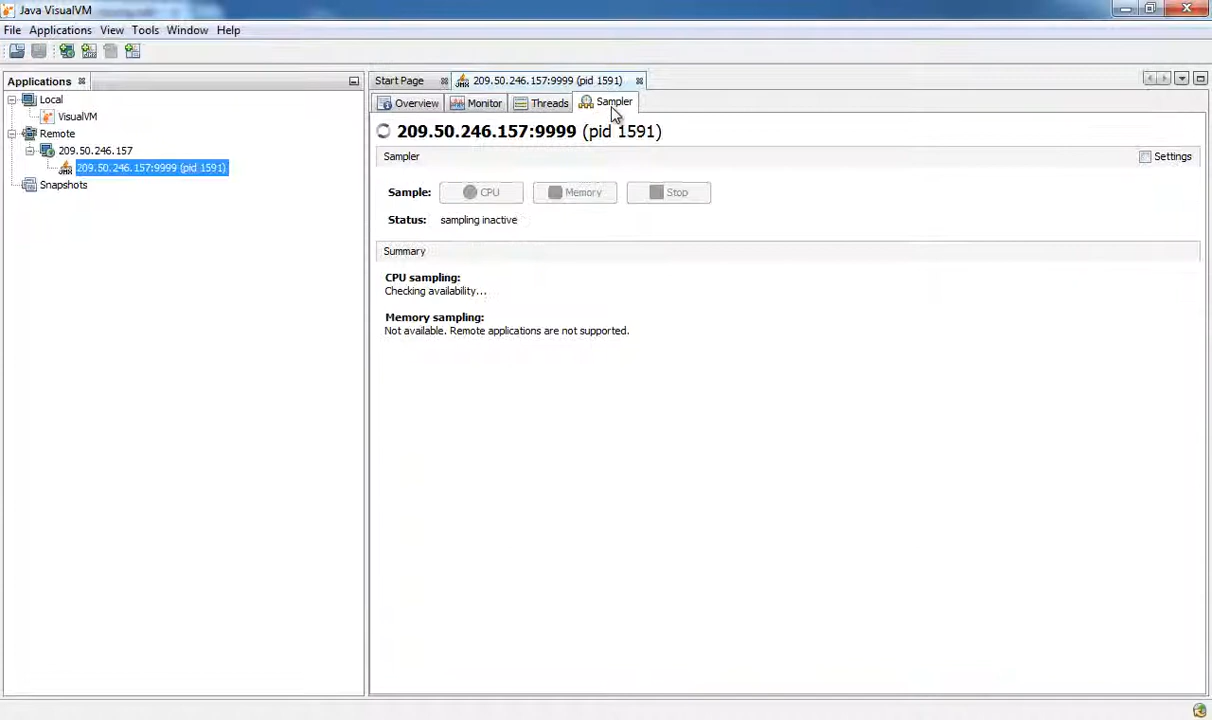 Java VisualVM
File Applications View Tools Window Help
Applications
Local
VisualVM
Remote
209.50.246.157
209.50.246.157:9999 (pid 1591)
Snapshots
Start Page 209.50.246.157:9999 (pid 1591)
Overview Monitor Threads Sampler
209.50.246.157:9999 (pid 1591)
Sampler Settings
Sample: CPU Memory Stop
Status: sampling inactive
Summary
CPU sampling:
Checking availability...
Memory sampling:
Not available. Remote applications are not supported.